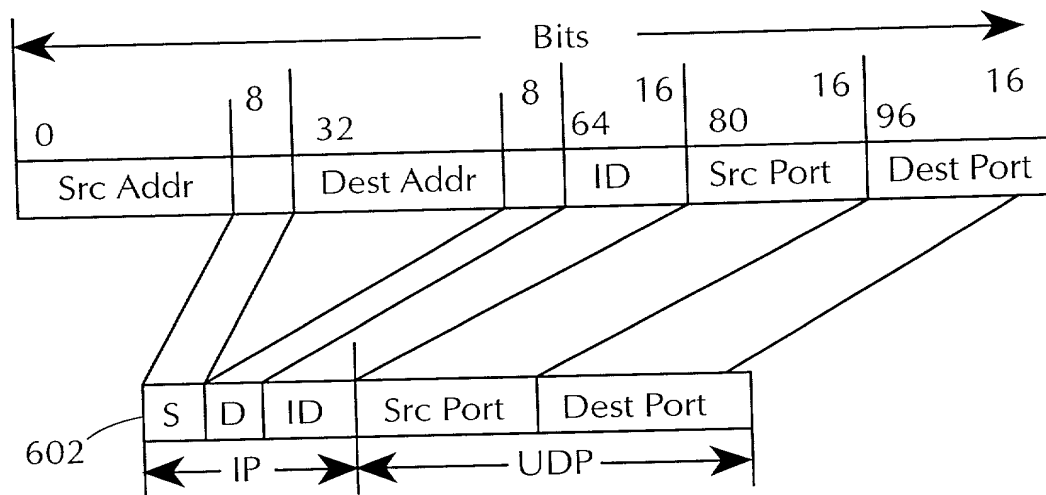 Bits
0 8 32 8 64 16 80 16 96 16
Src Addr Dest Addr ID Src Port Dest Port
S D ID Src Port Dest Port
602
IP UDP